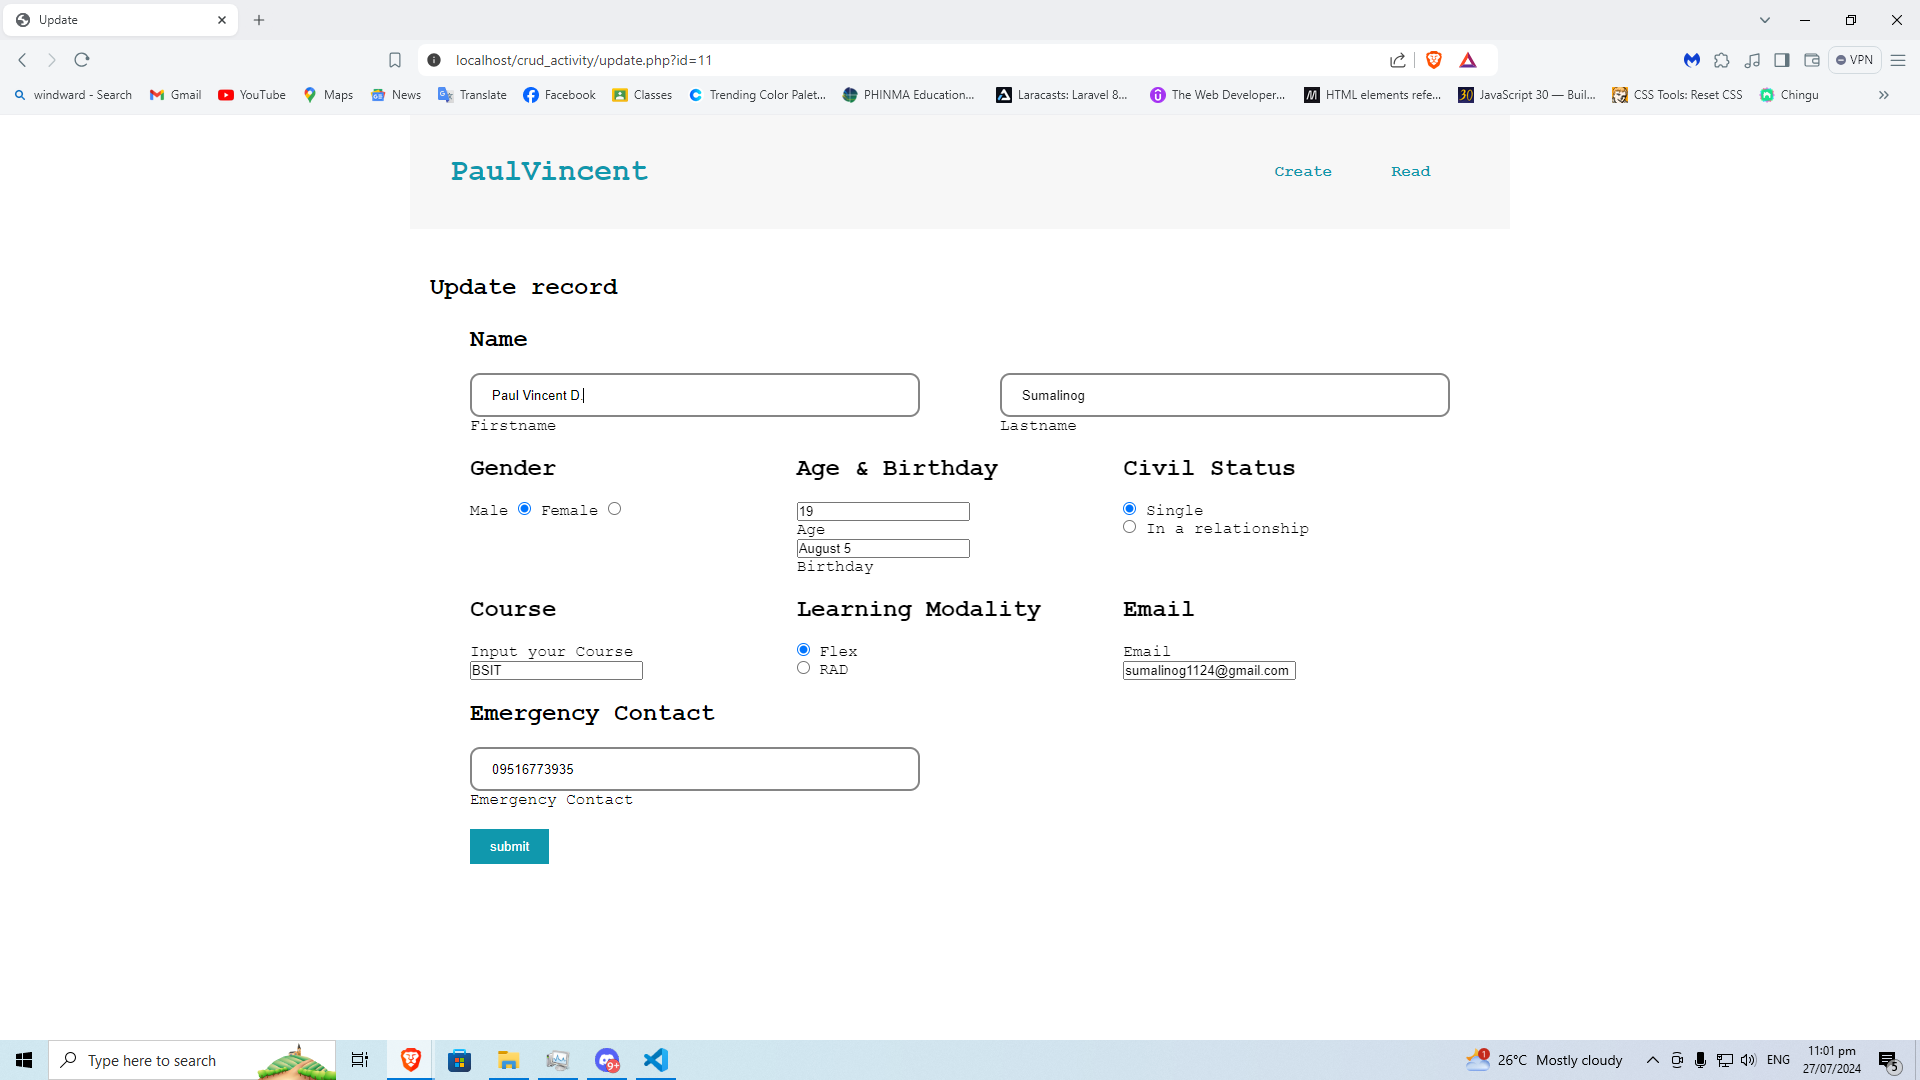 Update
localhost/crud_activity/update.php?id=11
VPN
windward - Search Gmail YouTube Maps News Translate Facebook Classes Trending Color Palet... PHINMA Education... Laracasts: Laravel 8... The Web Developer... HTML elements refe... JavaScript 30 — Buil... CSS Tools: Reset CSS Chingu
PaulVincent Create Read
Update record
Name
Paul Vincent D. Sumalinog
Firstname Lastname
Gender Age & Birthday Civil Status
Male Female 19 Single
Age In a relationship
August 5
Birthday
Course Learning Modality Email
Input your Course Flex Email
BSIT RAD sumalinog1124@gmail.com
Emergency Contact
09516773935
Emergency Contact
submit
Type here to search 9+ 1 26°C Mostly cloudy ENG 11:01 pm
27/07/2024 5